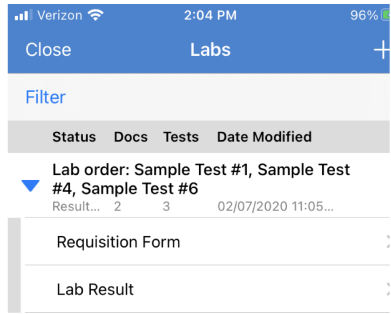 Verizon 2:04 PM 96%
Close Labs +
Filter
Status Docs Tests Date Modified
Lab order: Sample Test #1, Sample Test
#4, Sample Test #6
Result... 2 3 02/07/2020 11:05...
Requisition Form
Lab Result